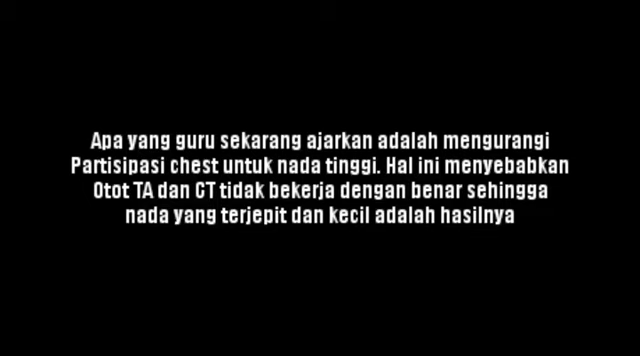 Apa yang guru sekarang ajarkan adalah mengurangi
Partisipasi chest untuk nada tinggi. Hal ini menyebabkan
Otot TA dan CT tidak bekerja dengan benar sehingga
nada yang terjepit dan kecil adalah hasilnya